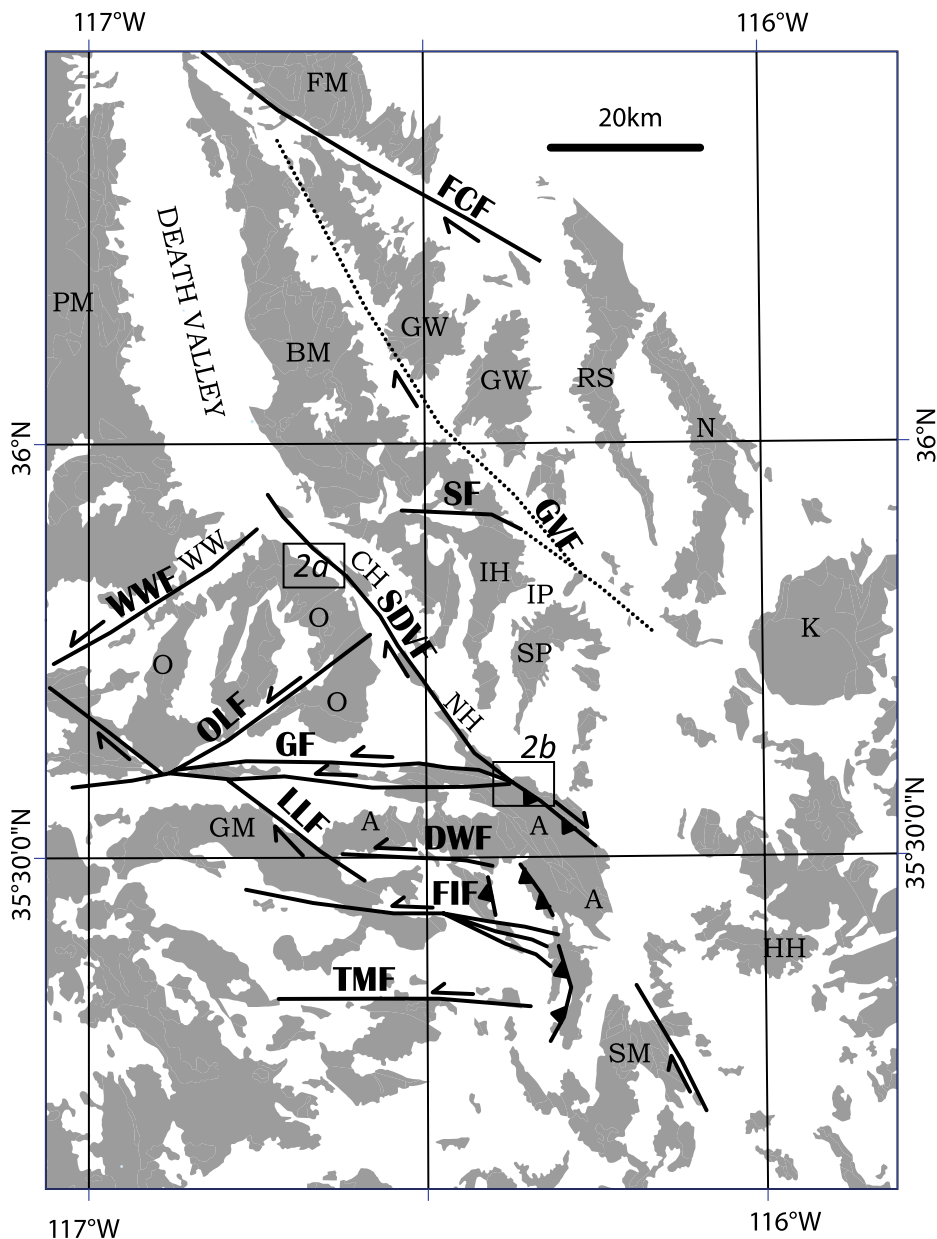 117°W
116°W
FM
20km
FCF
DEATH VALLEY
PM
GW
BM
GW
RS
N
36°N
36°N
SF
GVF
WW
2a
CH
IH
WWF
SDVF
IP
O
K
O
SP
O
OLF
NH
GF
2b
LLF
GM
A
DWF
A
35°30'0"N
35°30'0"N
FIF
A
HH
TMF
SM
117°W
116°W